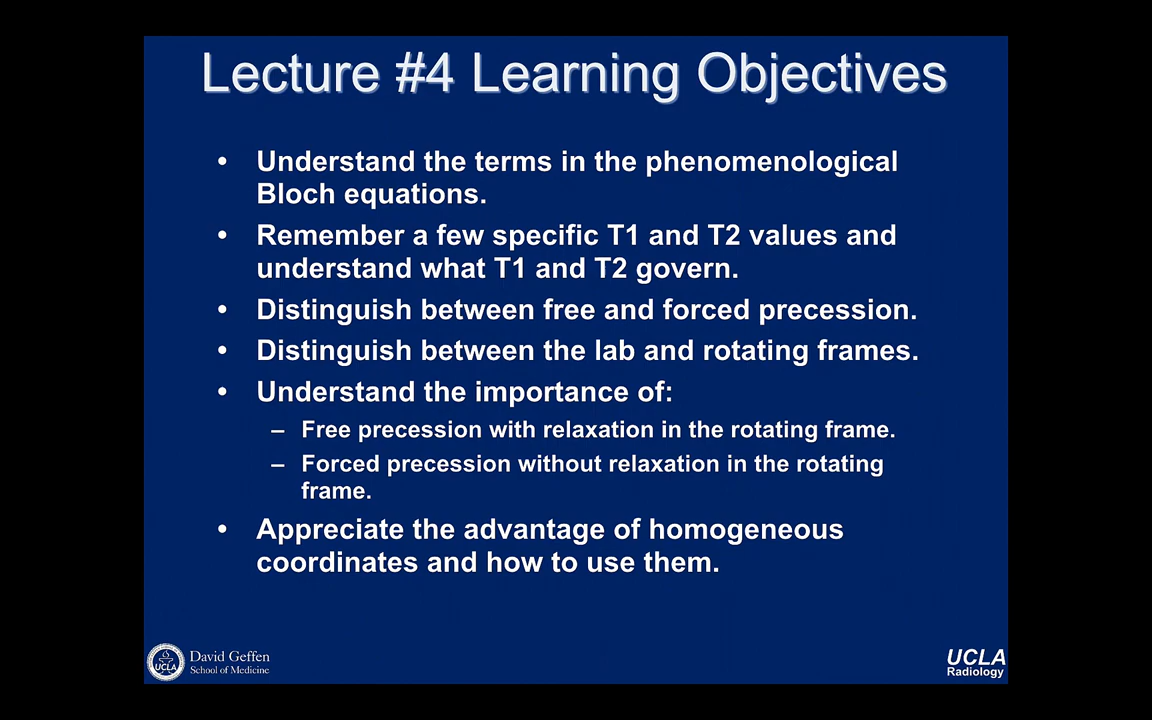 Lecture #4 Learning Objectives
• Understand the terms in the phenomenological
Bloch equations.
• Remember a few specific T1 and T2 values and
understand what T1 and T2 govern.
• Distinguish between free and forced precession.
• Distinguish between the lab and rotating frames.
• Understand the importance of:
– Free precession with relaxation in the rotating frame.
– Forced precession without relaxation in the rotating
frame.
• Appreciate the advantage of homogeneous
coordinates and how to use them.
UCLA
David Geffen
School of Medicine
UCLA
Radiology